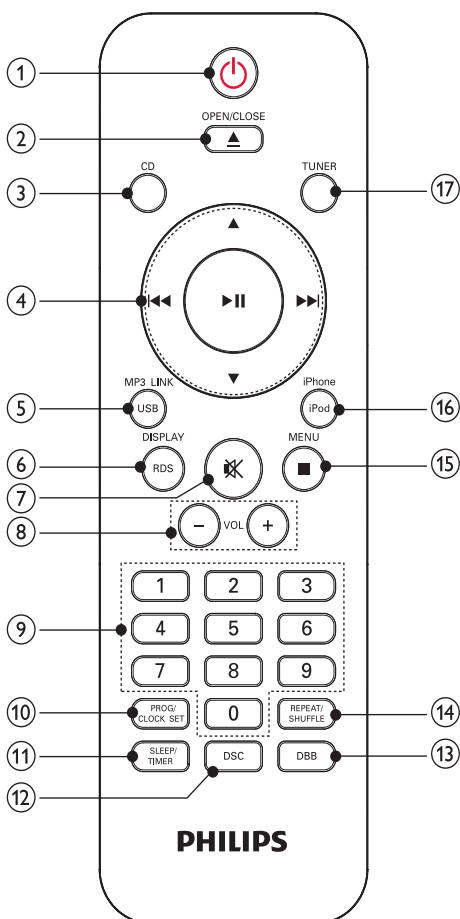 1
OPEN/CLOSE
2
CD
TUNER
3
17
4
MP3 LINK
iPhone
5
USB
iPod
16
DISPLAY
MENU
6
RDS
15
7
8
- VOL +
1 2 3
9
4 5 6
7 8 9
10
PROG/
CLOCK SET
0
REPEAT/
SHUFFLE
14
11
SLEEP/
TIMER
DSC
DBB
13
12
PHILIPS